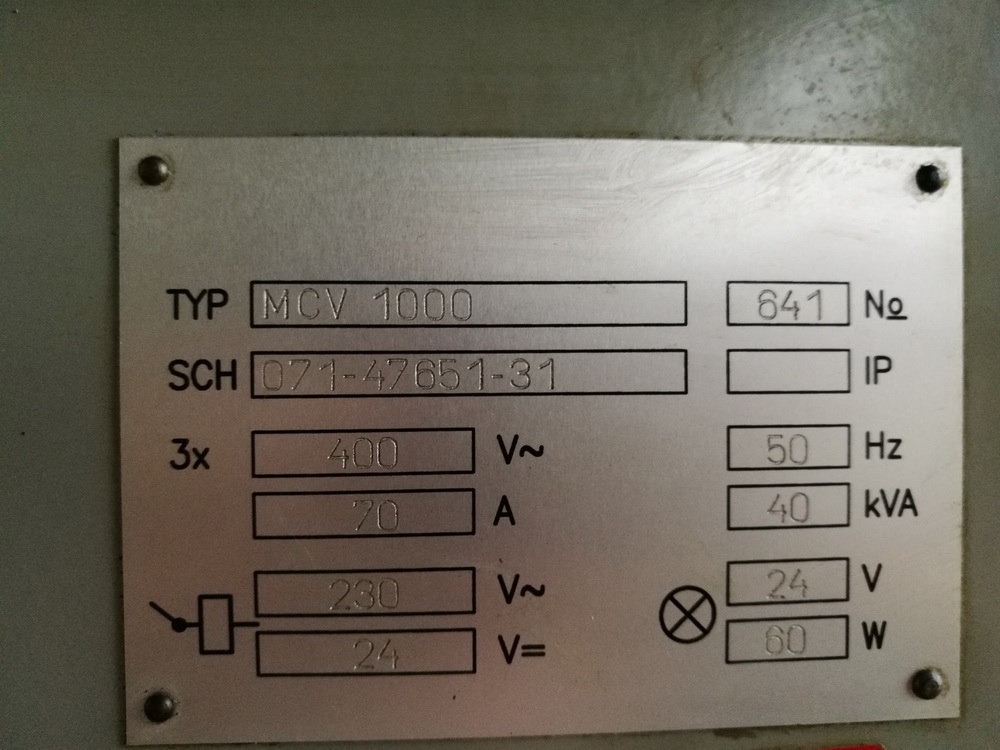 TYP MCV 1000 641 No
SCH 071-47651-31 IP
3x 400 V~ 50 Hz
70 A 40 kVA
230 V~ 24 V
24 V= 60 W